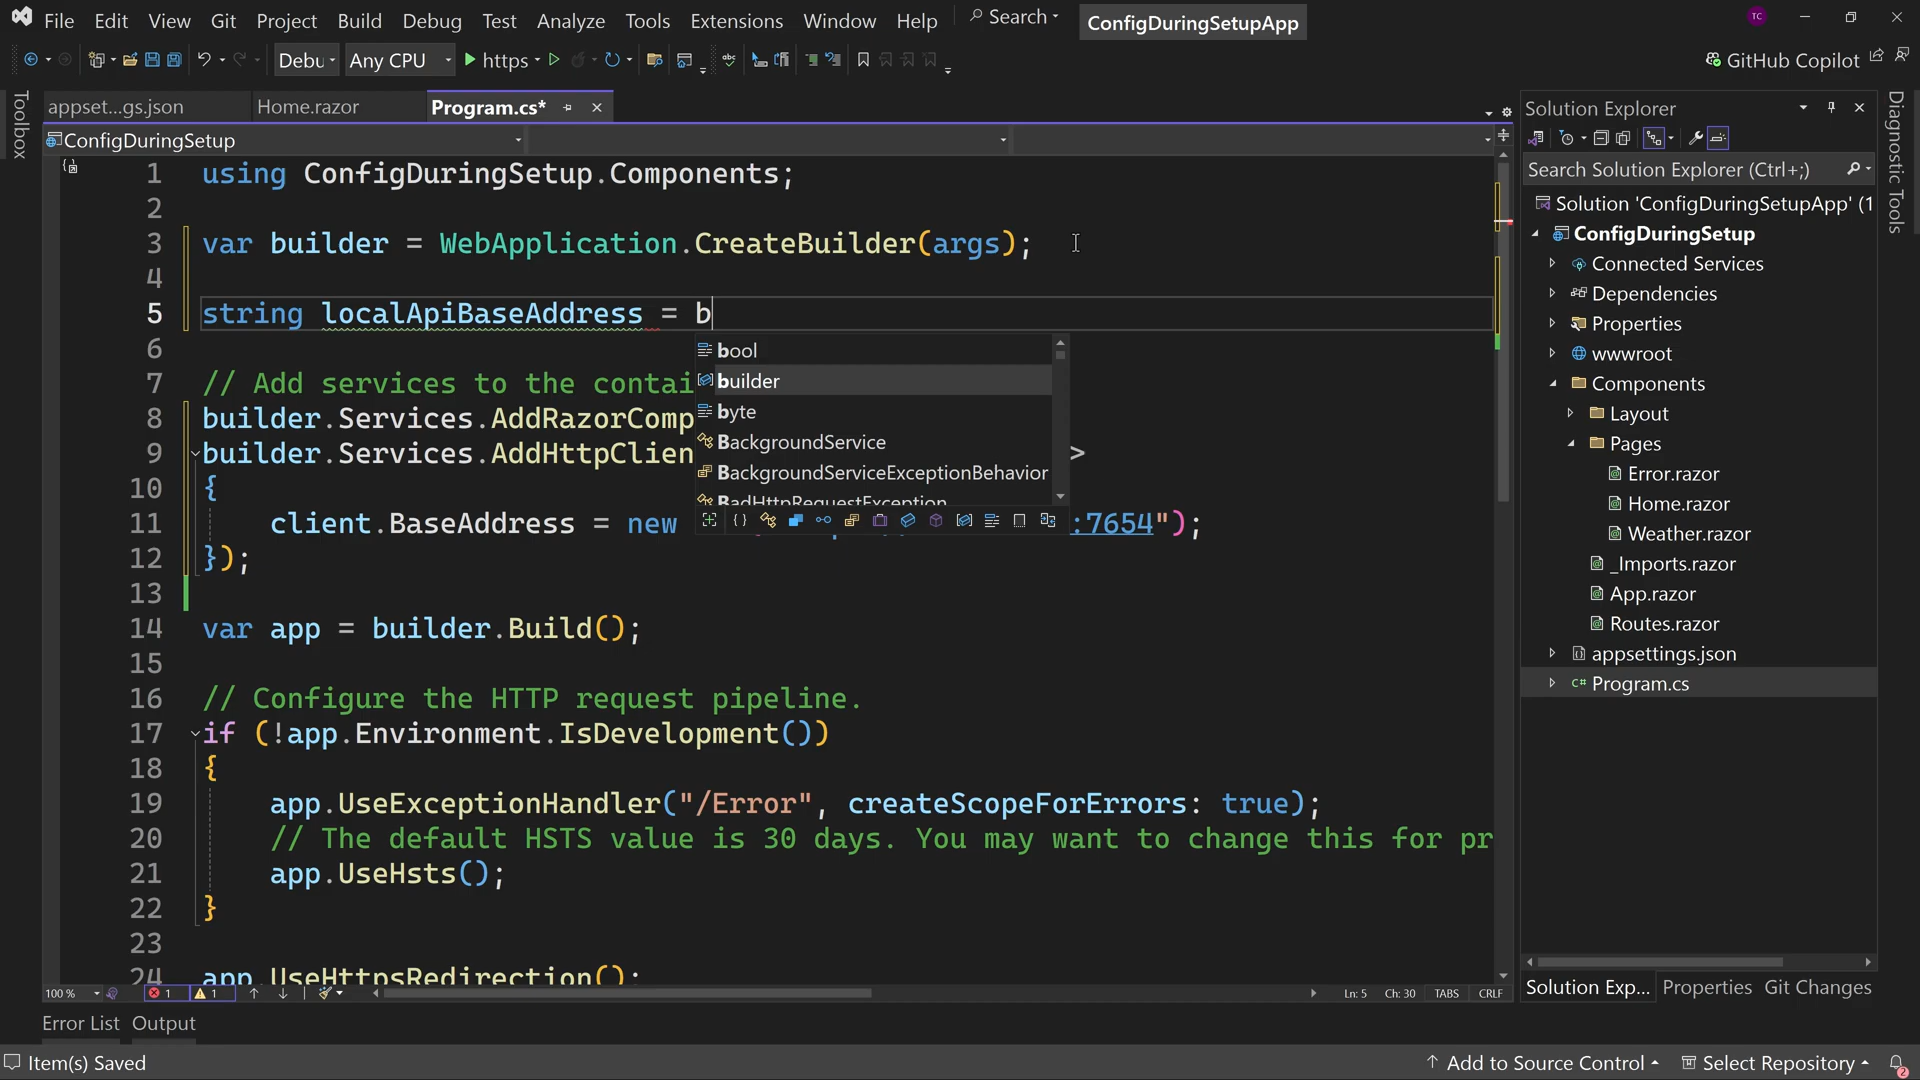 File Edit View Git Project Build Debug Test Analyze Tools Extensions Window Help Search ConfigDuringSetupApp TC
Debu Any CPU https GitHub Copilot
Toolbox
appset...gs.json Home.razor Program.cs*
ConfigDuringSetup
1 using ConfigDuringSetup.Components;
2
3 var builder = WebApplication.CreateBuilder(args);
4
5 string localApiBaseAddress = b
6
7 // Add services to the contai
8 builder.Services.AddRazorComp
9 builder.Services.AddHttpClien >
10 {
11 client.BaseAddress = new :7654");
12 });
13
14 var app = builder.Build();
15
16 // Configure the HTTP request pipeline.
17 if (!app.Environment.IsDevelopment())
18 {
19 app.UseExceptionHandler("/Error", createScopeForErrors: true);
20 // The default HSTS value is 30 days. You may want to change this for pr
21 app.UseHsts();
22 }
23
24 app.UseHttpsRedirection();
bool
builder
byte
BackgroundService
BackgroundServiceExceptionBehavior
BadHttpRequestException
100 % 1 1 Ln: 5 Ch: 30 TABS CRLF
Solution Explorer
Search Solution Explorer (Ctrl+;)
Solution 'ConfigDuringSetupApp' (1
ConfigDuringSetup
Connected Services
Dependencies
Properties
wwwroot
Components
Layout
Pages
Error.razor
Home.razor
Weather.razor
_Imports.razor
App.razor
Routes.razor
appsettings.json
C# Program.cs
Solution Exp... Properties Git Changes
Diagnostic Tools
Error List Output
Item(s) Saved Add to Source Control Select Repository 2